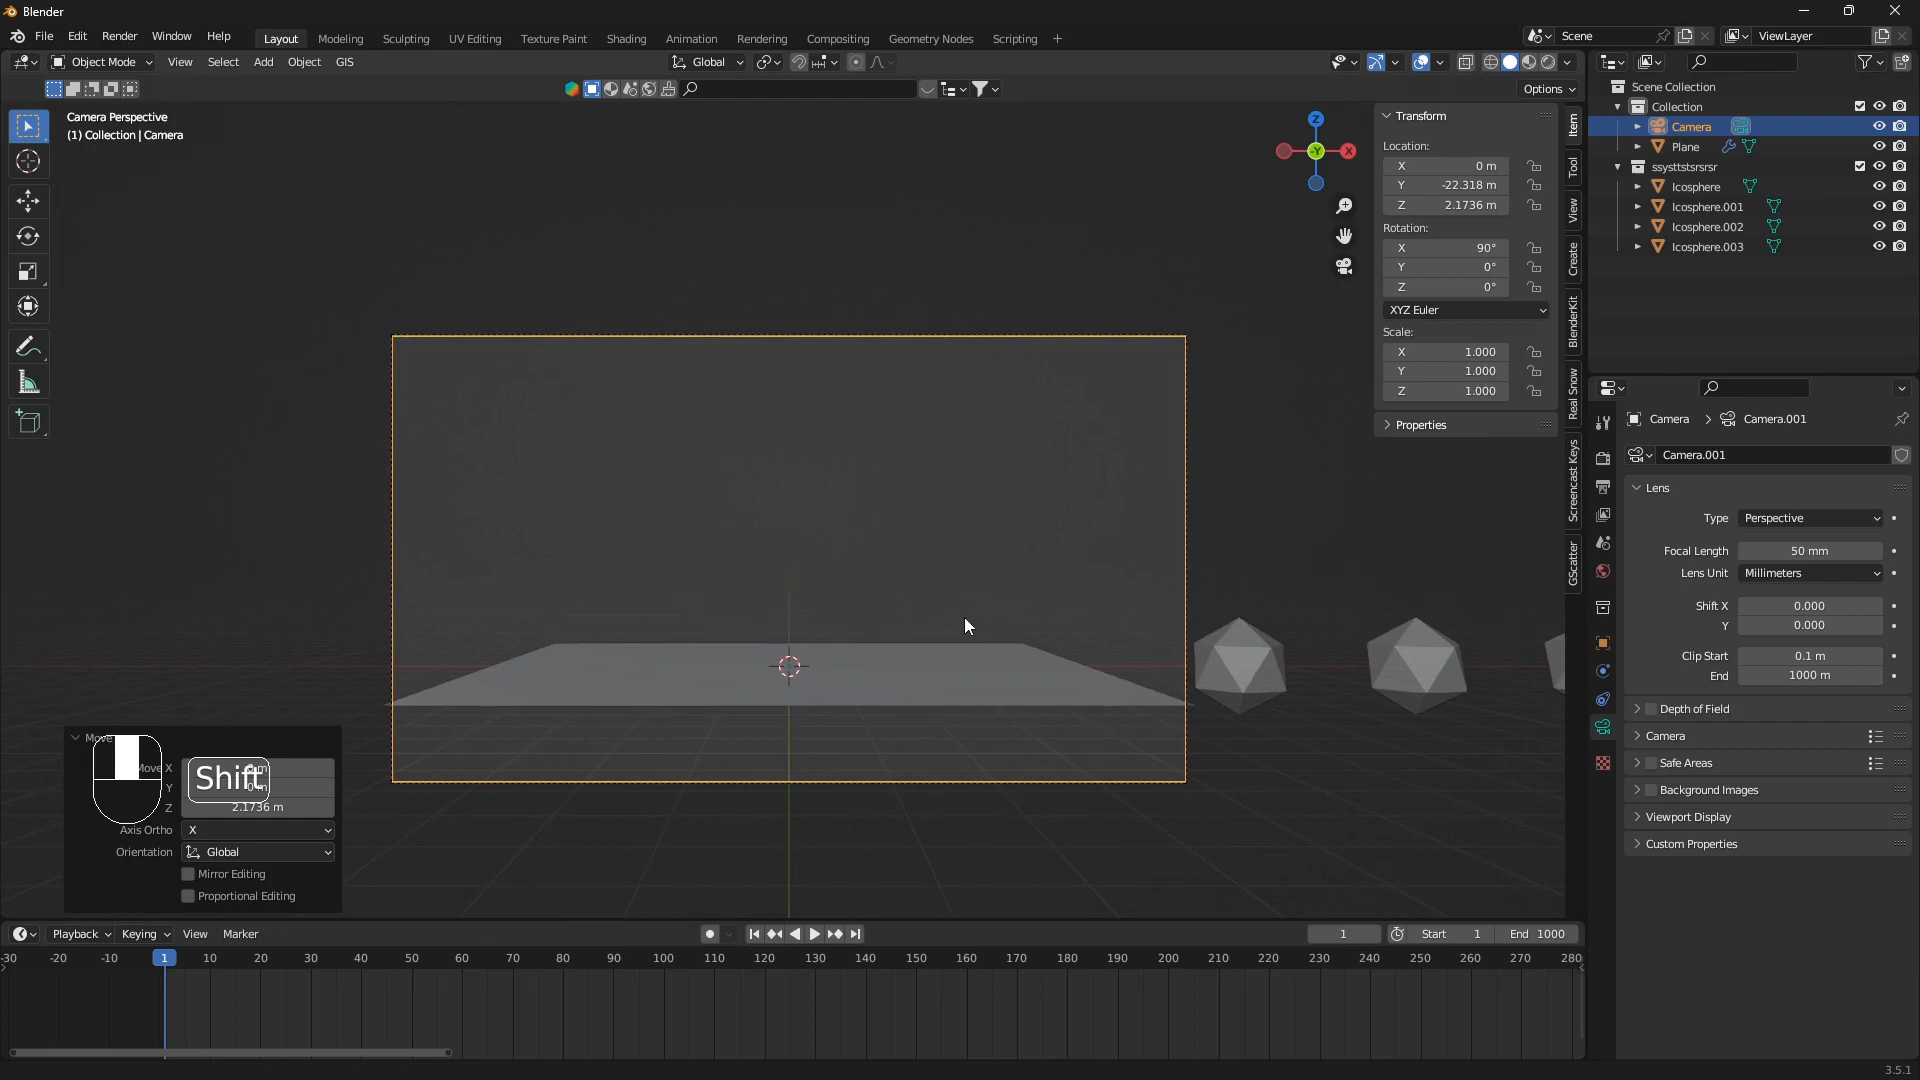 Blender
File Edit Render Window Help
Layout Modeling Sculpting UV Editing Texture Paint Shading Animation Rendering Compositing Geometry Nodes Scripting +
Scene
ViewLayer
Object Mode View Select Add Object GIS
Global
Options
Camera Perspective
(1) Collection | Camera
Z
-Y
X
Transform
Location:
X 0 m
Y -22.318 m
Z 2.1736 m
Rotation:
X 90°
Y 0°
Z 0°
XYZ Euler
Scale:
X 1.000
Y 1.000
Z 1.000
Properties
Item
Tool
View
Create
BlenderKit
Real Snow
Screencast Keys
GScatter
Scene Collection
Collection
Camera
Plane
ssysttstsrsrsr
Icosphere
Icosphere.001
Icosphere.002
Icosphere.003
Camera > Camera.001
Camera.001
Lens
Type Perspective
Focal Length 50 mm
Lens Unit Millimeters
Shift X 0.000
Y 0.000
Clip Start 0.1 m
End 1000 m
Depth of Field
Camera
Safe Areas
Background Images
Viewport Display
Custom Properties
Move
Move X 0 m
Y 0 m
Z 2.1736 m
Shift
Axis Ortho X
Orientation Global
Mirror Editing
Proportional Editing
Playback Keying View Marker
1
Start 1
End 1000
-30 -20 -10 1 10 20 30 40 50 60 70 80 90 100 110 120 130 140 150 160 170 180 190 200 210 220 230 240 250 260 270 280
3.5.1